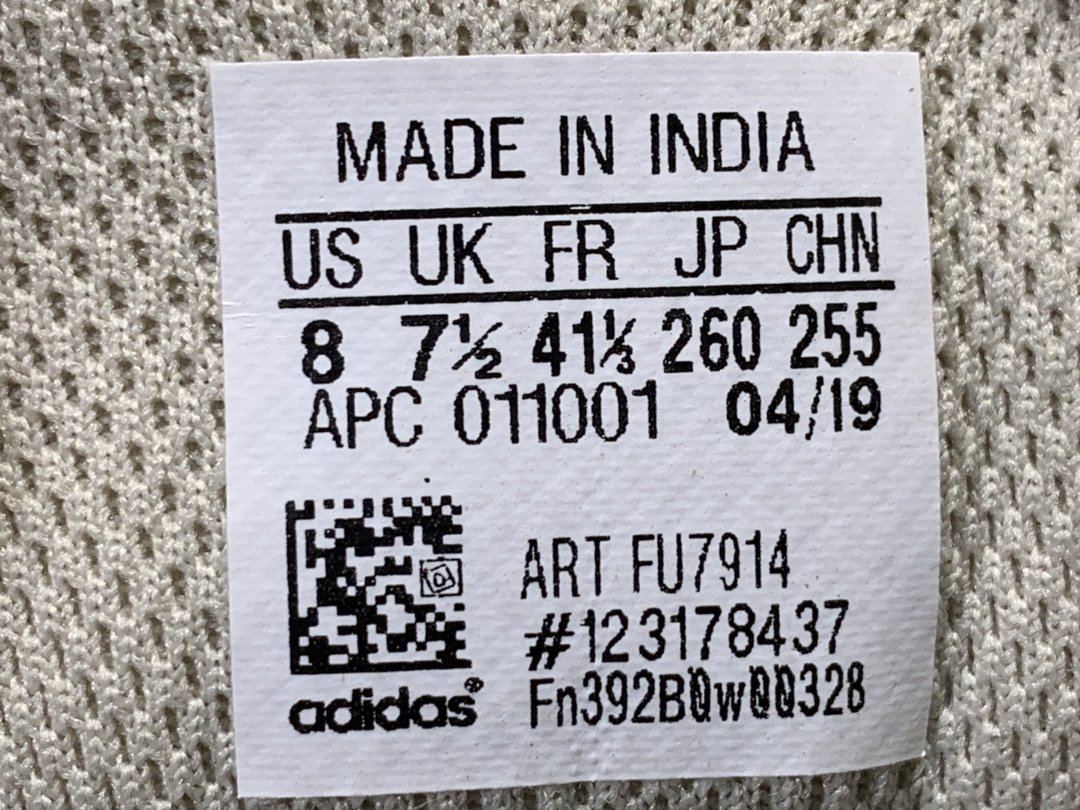 MADE IN INDIA
US UK FR JP CHN
8 7½ 41⅓ 260 255
APC 011001 04/19
ART FU7914
#123178437
Fn392B0w00328
adidas®